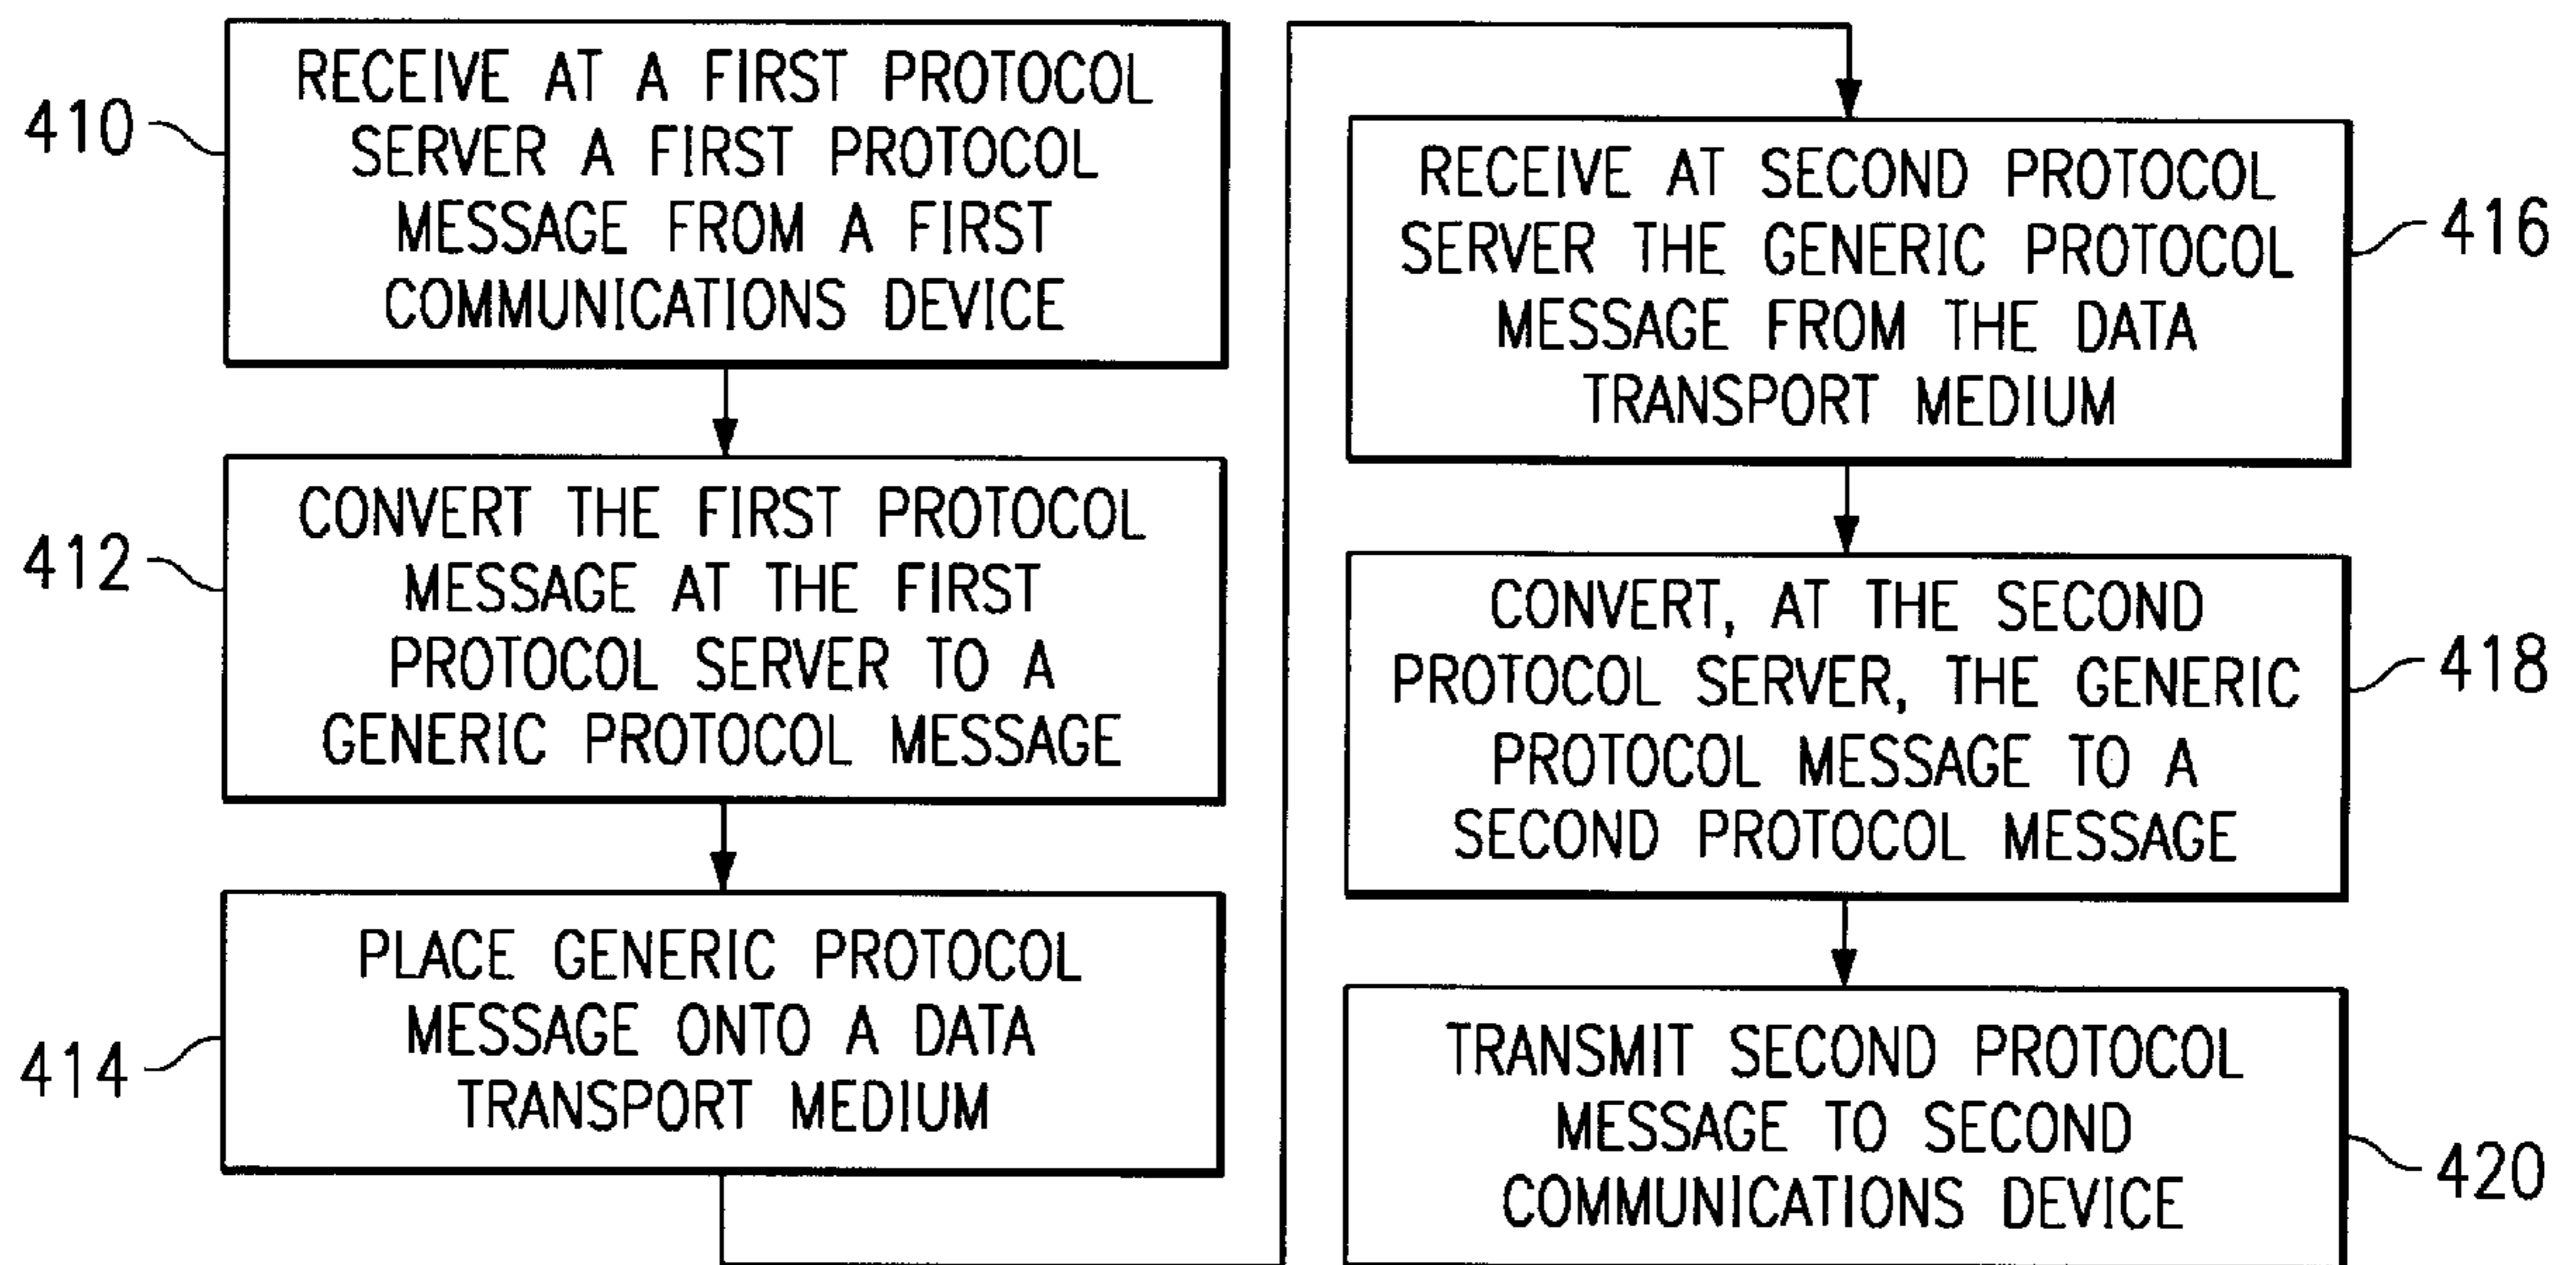 410
RECEIVE AT A FIRST PROTOCOL
SERVER A FIRST PROTOCOL
MESSAGE FROM A FIRST
COMMUNICATIONS DEVICE
412
CONVERT THE FIRST PROTOCOL
MESSAGE AT THE FIRST
PROTOCOL SERVER TO A
GENERIC PROTOCOL MESSAGE
414
PLACE GENERIC PROTOCOL
MESSAGE ONTO A DATA
TRANSPORT MEDIUM
RECEIVE AT SECOND PROTOCOL
SERVER THE GENERIC PROTOCOL
MESSAGE FROM THE DATA
TRANSPORT MEDIUM
416
CONVERT, AT THE SECOND
PROTOCOL SERVER, THE GENERIC
PROTOCOL MESSAGE TO A
SECOND PROTOCOL MESSAGE
418
TRANSMIT SECOND PROTOCOL
MESSAGE TO SECOND
COMMUNICATIONS DEVICE
420